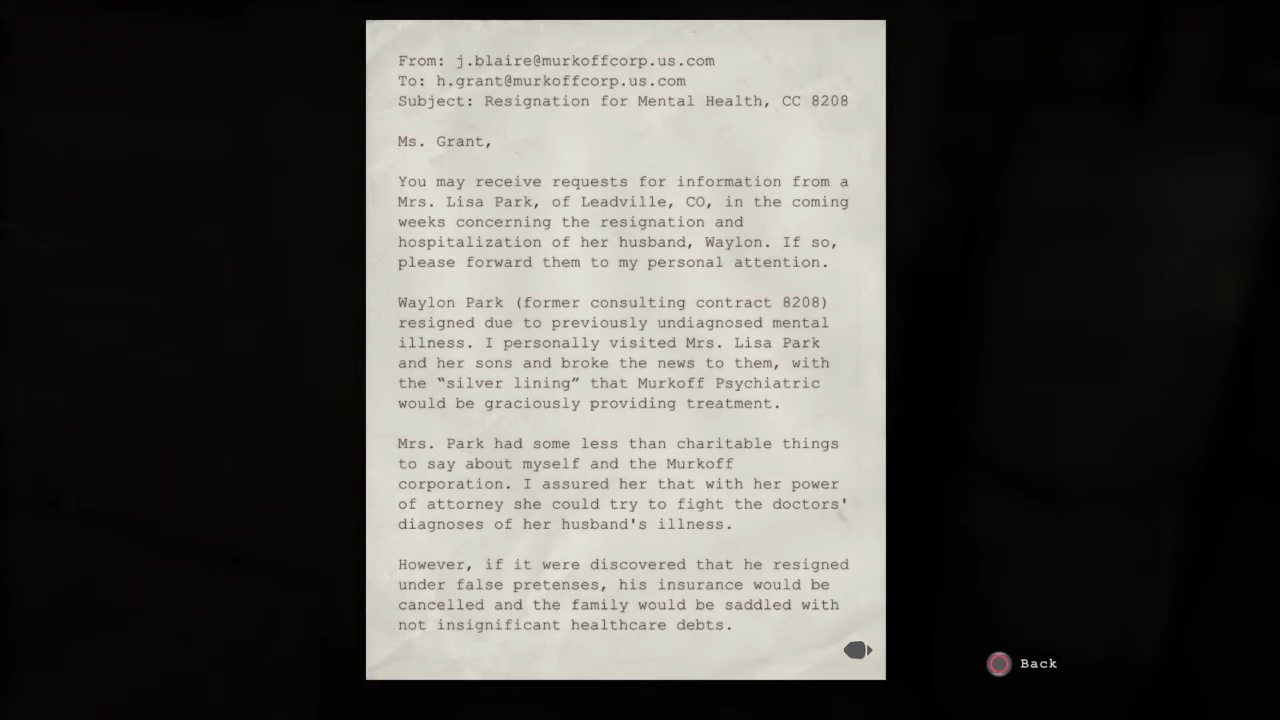 From: j.blaire@murkoffcorp.us.com
To: h.grant@murkoffcorp.us.com
Subject: Resignation for Mental Health, CC 8208
Ms. Grant,
You may receive requests for information from a
Mrs. Lisa Park, of Leadville, CO, in the coming
weeks concerning the resignation and
hospitalization of her husband, Waylon. If so,
please forward them to my personal attention.
Waylon Park (former consulting contract 8208)
resigned due to previously undiagnosed mental
illness. I personally visited Mrs. Lisa Park
and her sons and broke the news to them, with
the “silver lining” that Murkoff Psychiatric
would be graciously providing treatment.
Mrs. Park had some less than charitable things
to say about myself and the Murkoff
corporation. I assured her that with her power
of attorney she could try to fight the doctors'
diagnoses of her husband's illness.
However, if it were discovered that he resigned
under false pretenses, his insurance would be
cancelled and the family would be saddled with
not insignificant healthcare debts.
Back